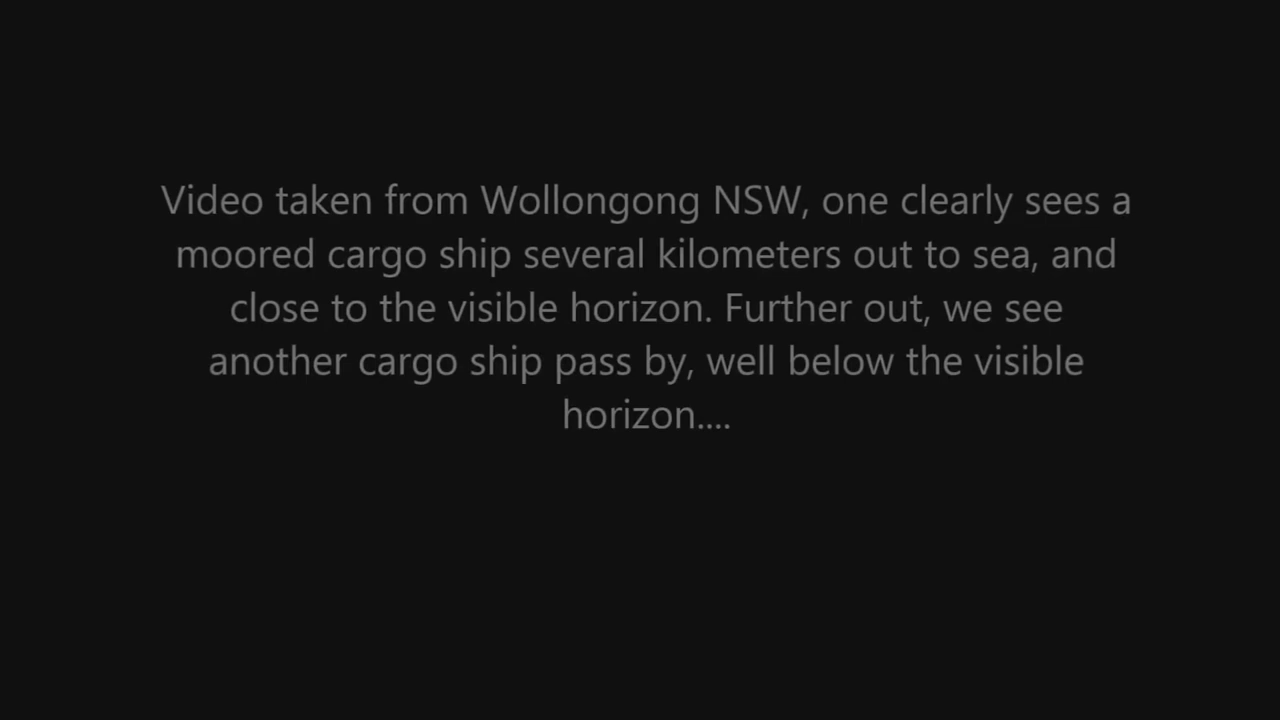 Video taken from Wollongong NSW, one clearly sees a
moored cargo ship several kilometers out to sea, and
close to the visible horizon. Further out, we see
another cargo ship pass by, well below the visible
horizon....